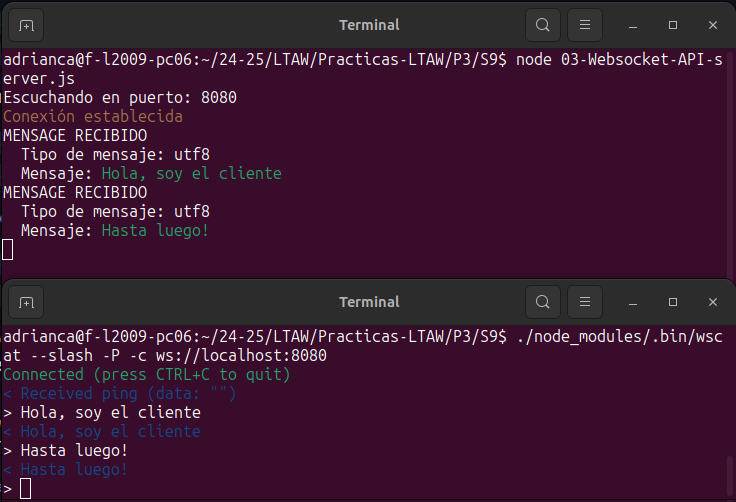 Terminal
adrianca@f-l2009-pc06:~/24-25/LTAW/Practicas-LTAW/P3/S9$ node 03-Websocket-API-s
erver.js
Escuchando en puerto: 8080
Conexión establecida
MENSAGE RECIBIDO
  Tipo de mensaje: utf8
  Mensaje: Hola, soy el cliente
MENSAGE RECIBIDO
  Tipo de mensaje: utf8
  Mensaje: Hasta luego!
Terminal
adrianca@f-l2009-pc06:~/24-25/LTAW/Practicas-LTAW/P3/S9$ ./node_modules/.bin/wsc
at --slash -P -c ws://localhost:8080
Connected (press CTRL+C to quit)
< Received ping (data: "")
> Hola, soy el cliente
< Hola, soy el cliente
> Hasta luego!
< Hasta luego!
>